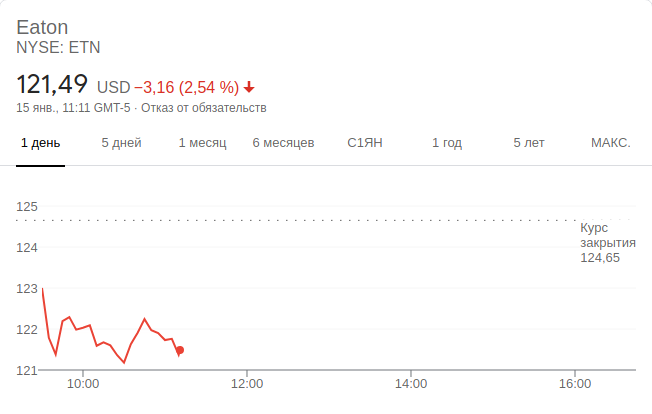 Eaton
NYSE: ETN
121,49 USD −3,16 (2,54 %)
15 янв., 11:11 GMT-5 · Отказ от обязательств
1 день 5 дней 1 месяц 6 месяцев С1ЯН 1 год 5 лет МАКС.
125
Курс
124 закрытия
124,65
123
122
121
10:00 12:00 14:00 16:00